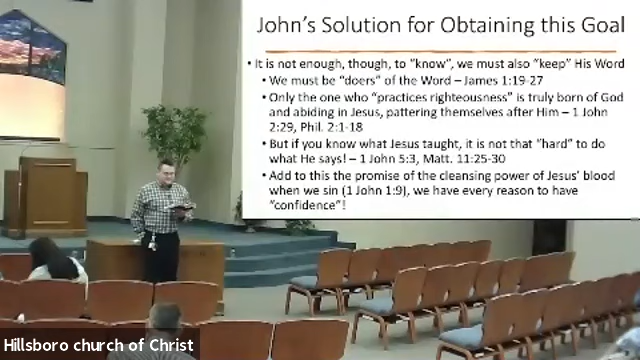 John's Solution for Obtaining this Goal
• It is not enough, though, to "know", we must also "keep" His Word
• We must be "doers" of the Word – James 1:19-27
• Only the one who "practices righteousness" is truly born of God
and abiding in Jesus, pattering themselves after Him – 1 John
2:29, Phil. 2:1-18
• But if you know what Jesus taught, it is not that "hard" to do
what He says! – 1 John 5:3, Matt. 11:25-30
• Add to this the promise of the cleansing power of Jesus' blood
when we sin (1 John 1:9), we have every reason to have
"confidence"!
Hillsboro church of Christ